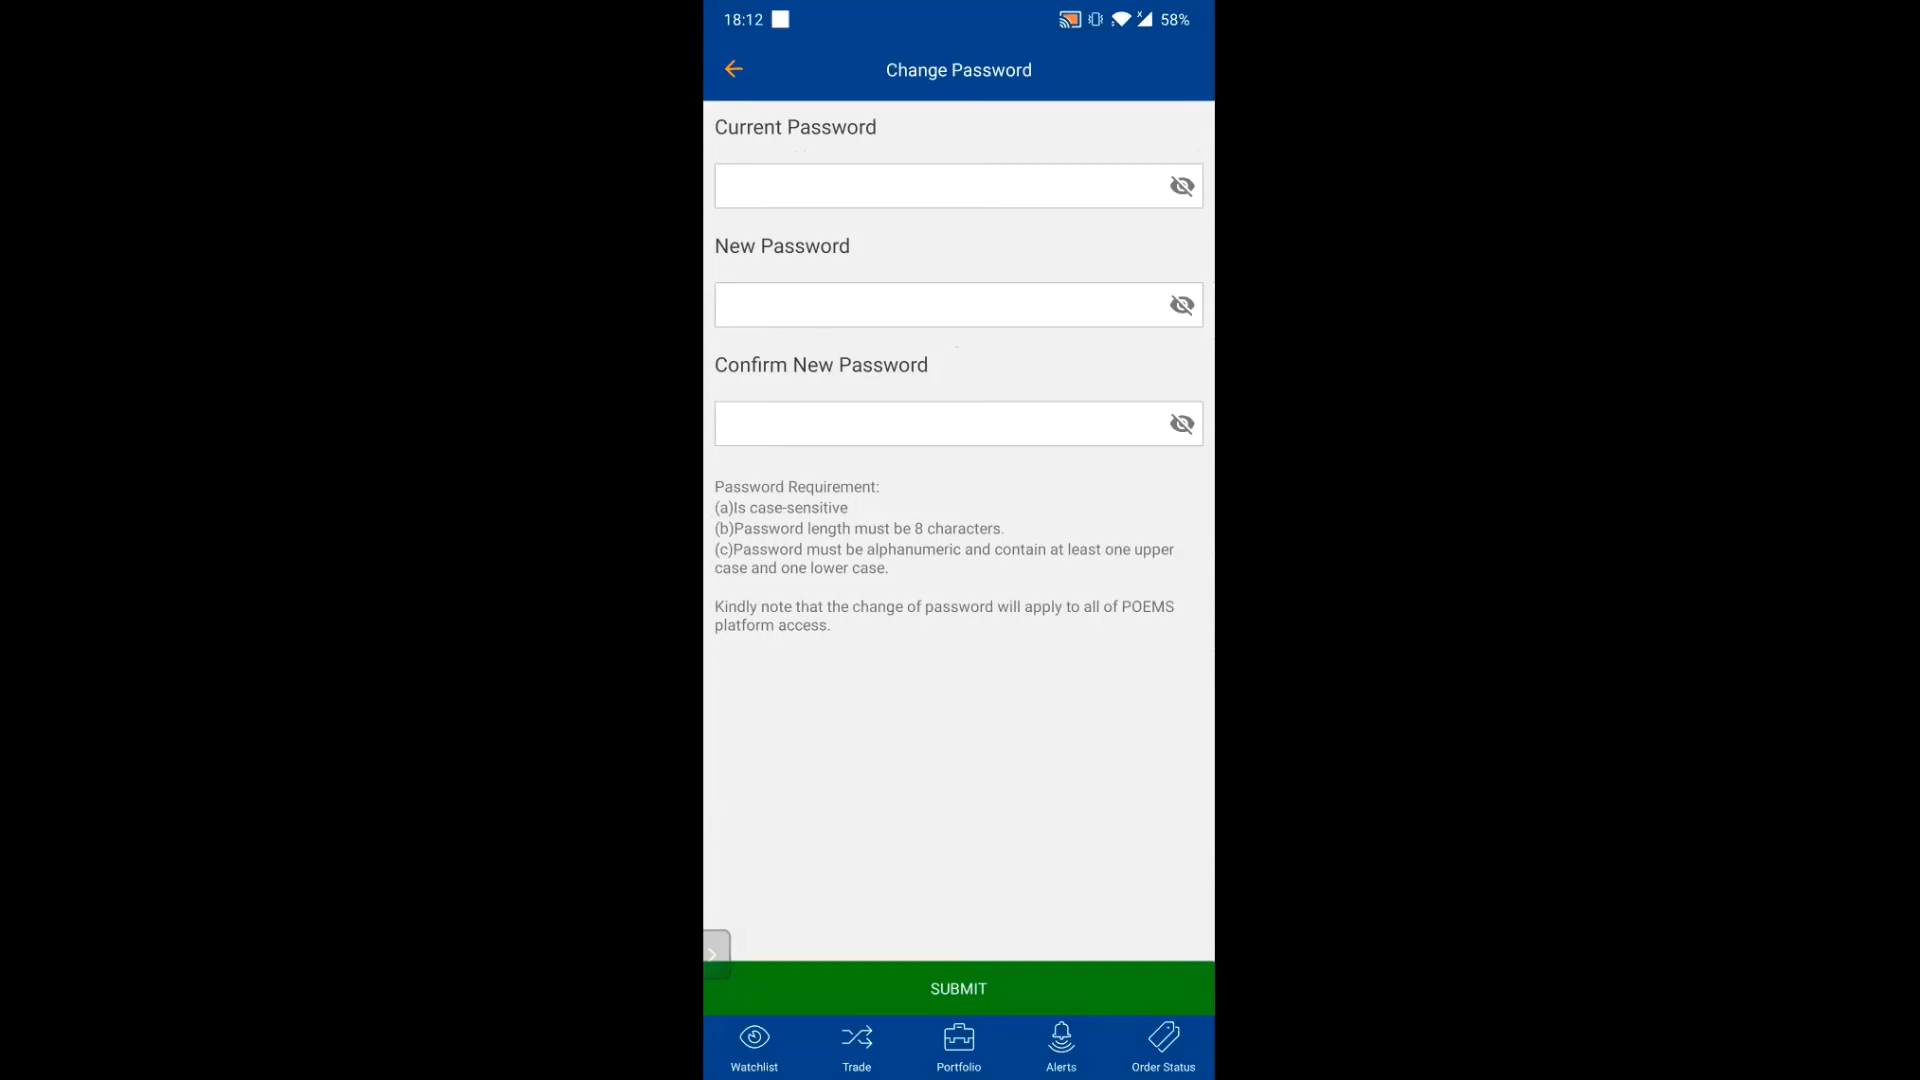 18:12 58%
Change Password
Current Password
New Password
Confirm New Password
Password Requirement:
(a)Is case-sensitive
(b)Password length must be 8 characters.
(c)Password must be alphanumeric and contain at least one upper
case and one lower case.
Kindly note that the change of password will apply to all of POEMS
platform access.
SUBMIT
Watchlist Trade Portfolio Alerts Order Status